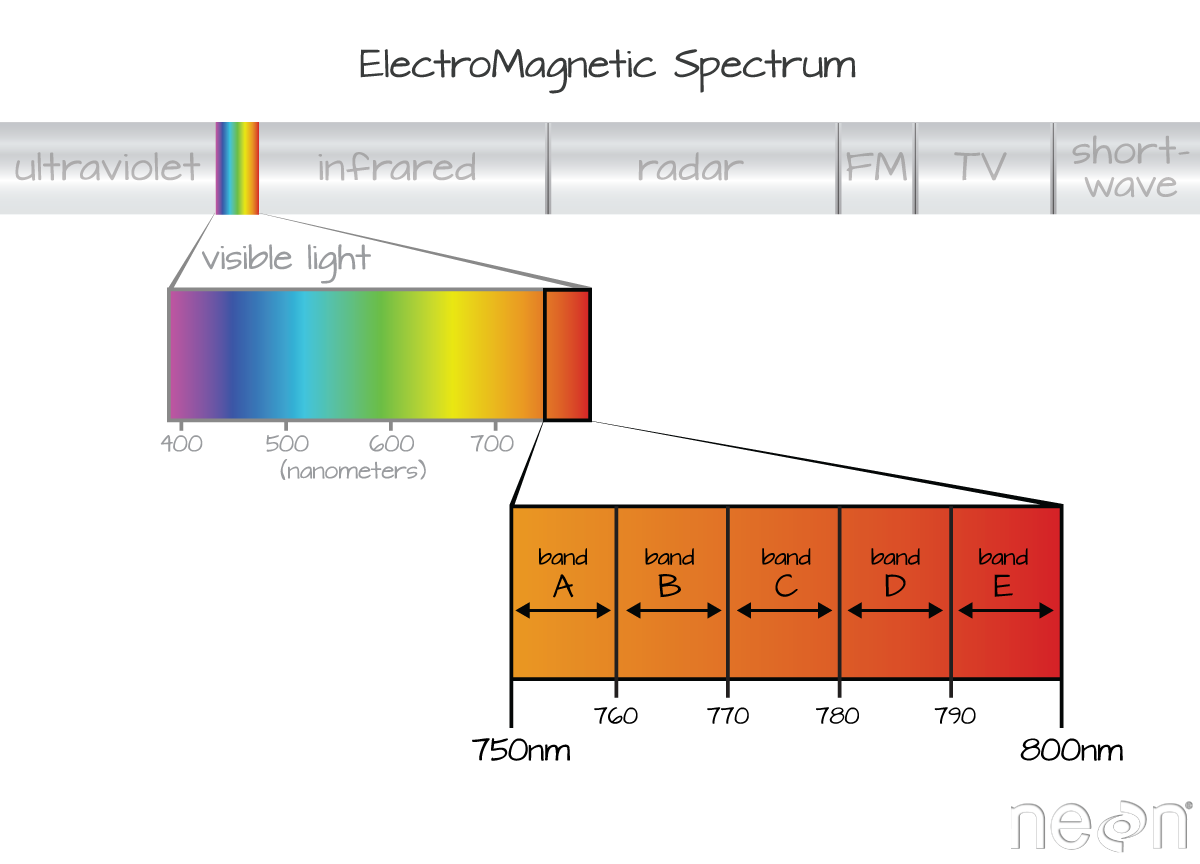 ElectroMagnetic Spectrum
ultraviolet infrared radar FM TV short-
wave
visible light
400 500 600 700
(nanometers)
band band band band band
A B C D E
760 770 780 790
750nm 800nm
neon®